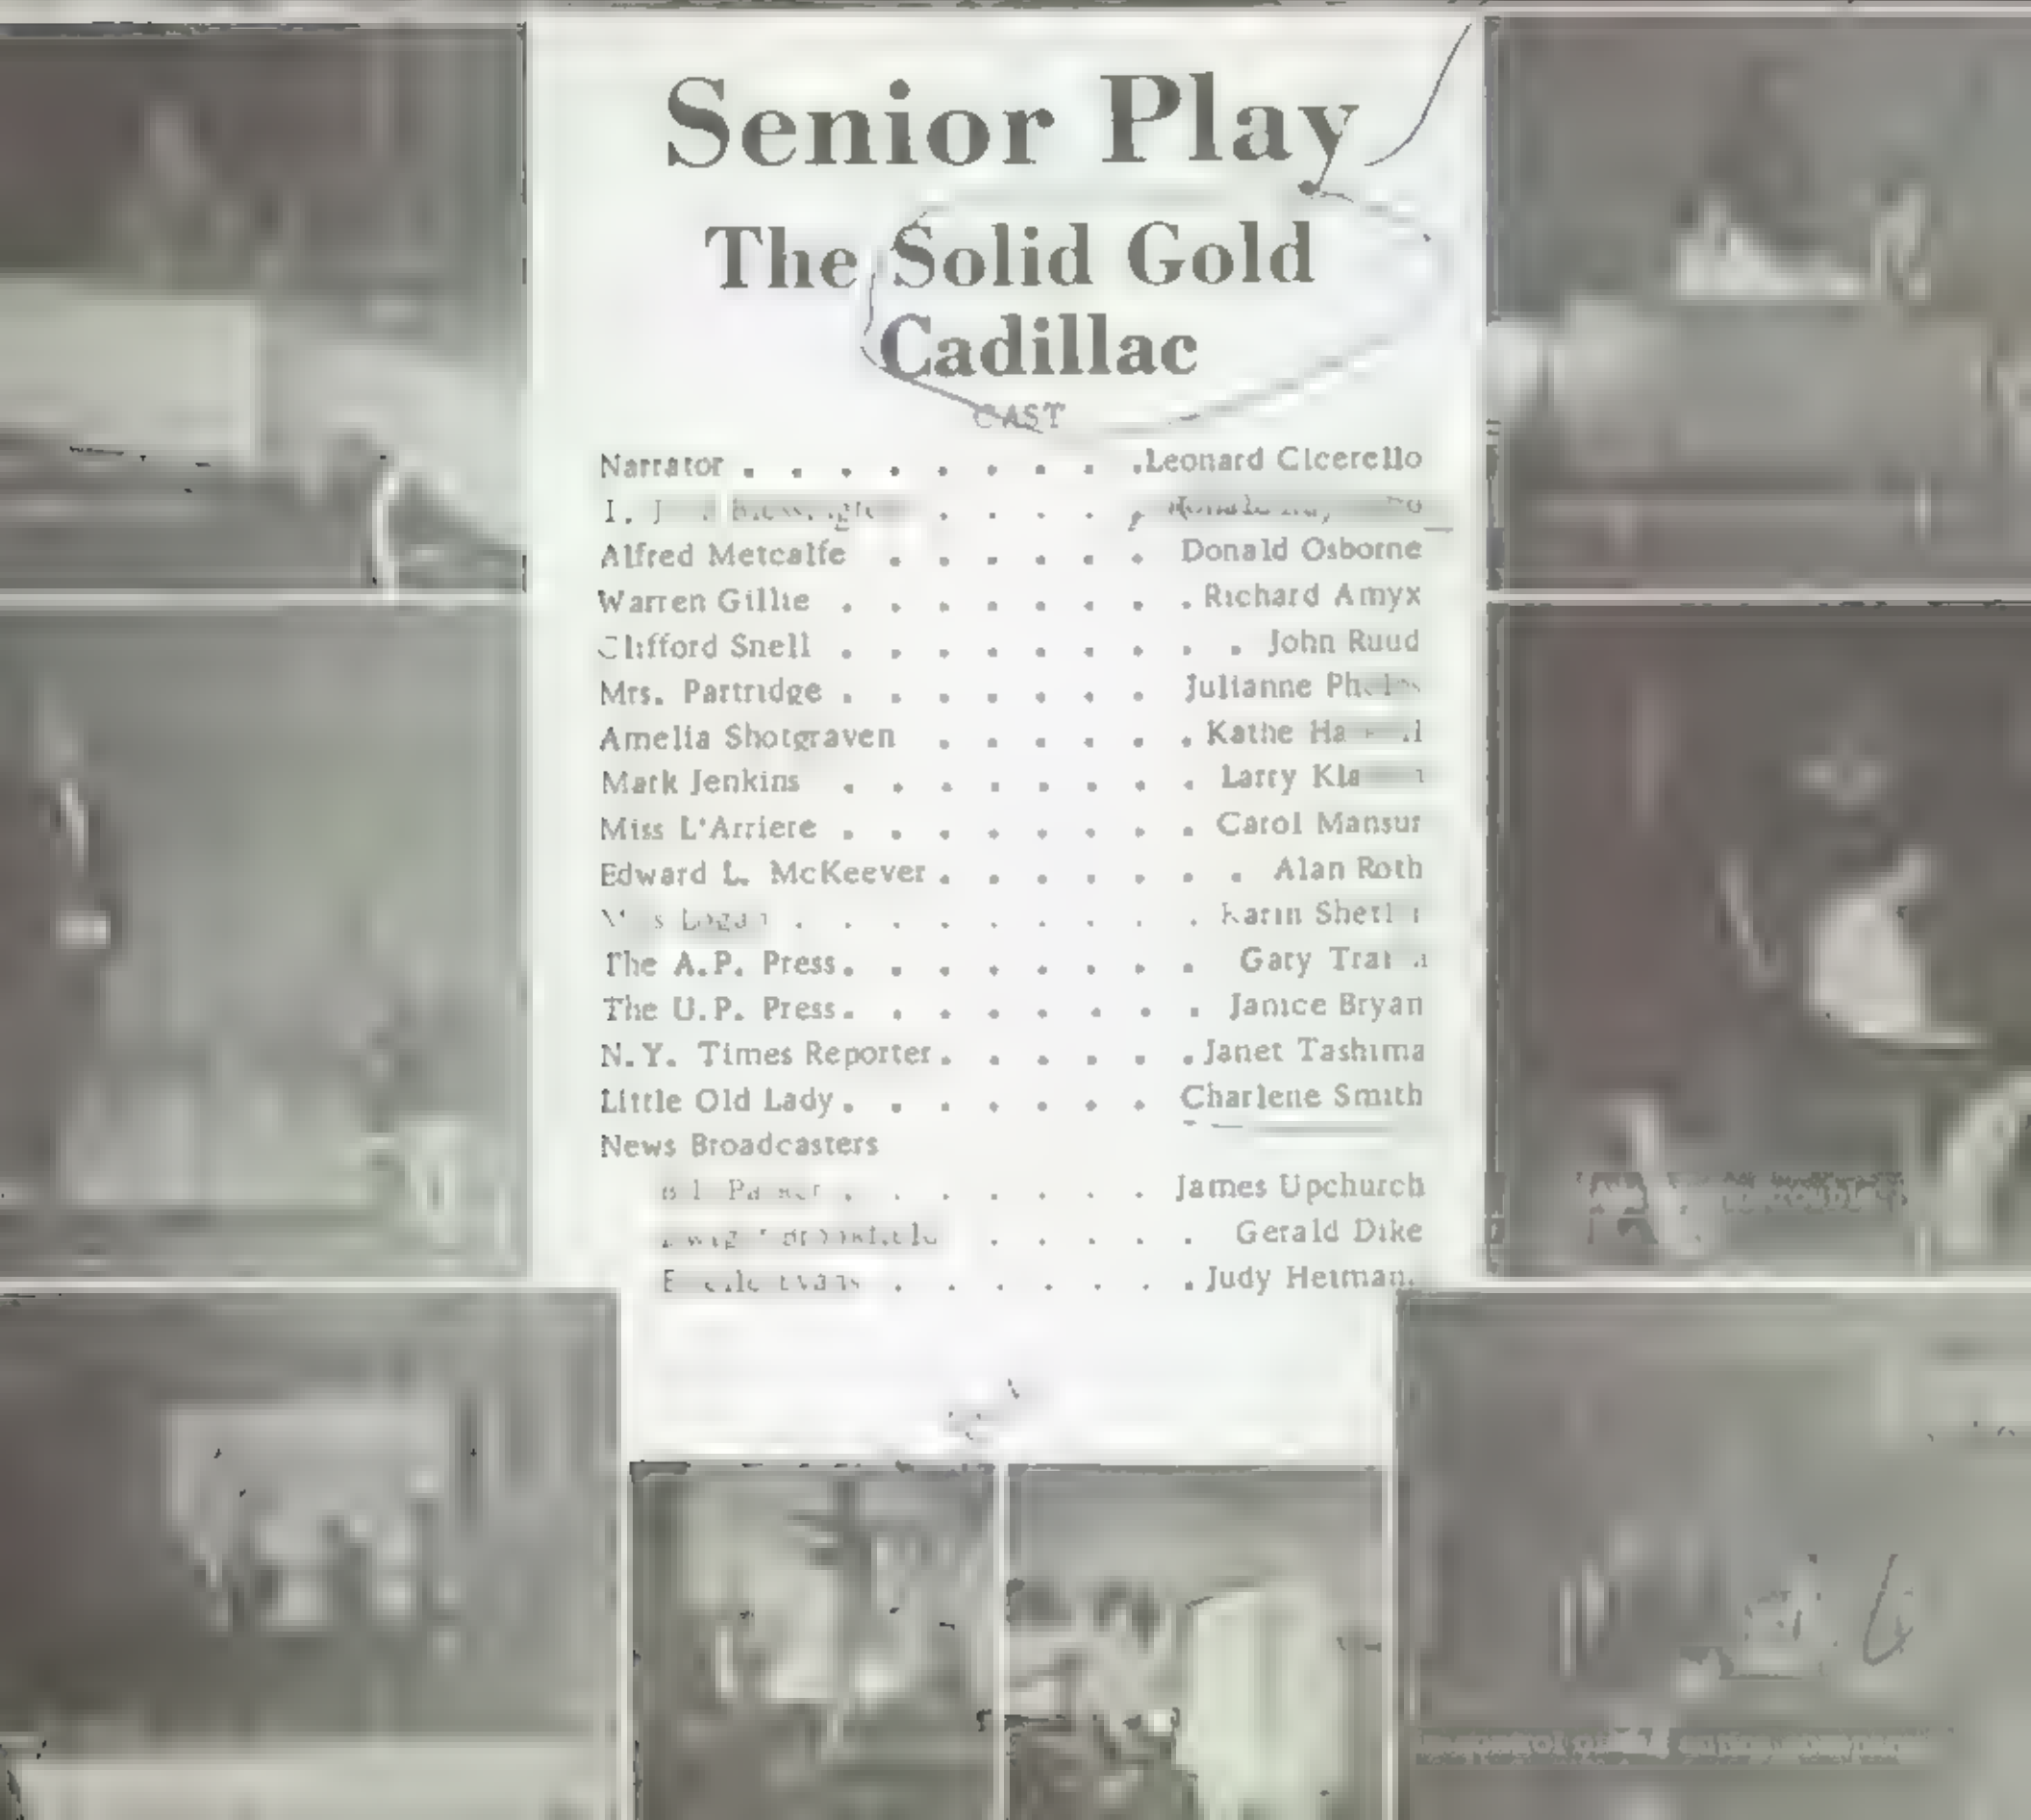 Senior Play
The Solid Gold
Cadillac
CAST
Narrator . . . . . . . . . Leonard Cicerello
Alfred Metcalfe . . . . . . Donald Osborne
Warren Gillie . . . . . . . . Richard Amyx
Clifford Snell . . . . . . . . . John Ruud
Mrs. Partridge . . . . . . . Julianne
Amelia Shotgraven . . . . . . Kathe
Mark Jenkins . . . . . . . . Larry
Miss L'Arriere . . . . . . . . Carol Mansur
Edward L. McKeever . . . . . . . Alan Roth
Logan . . . . . . . . . Karin
The A.P. Press . . . . . . . . Gary
The U.P. Press . . . . . . . . Janice Bryan
N.Y. Times Reporter . . . . . . Janet Tashima
Little Old Lady . . . . . . . Charlene Smith
News Broadcasters
. . . . . . . James Upchurch
. . . . . Gerald Dike
Evans . . . . . . . Judy